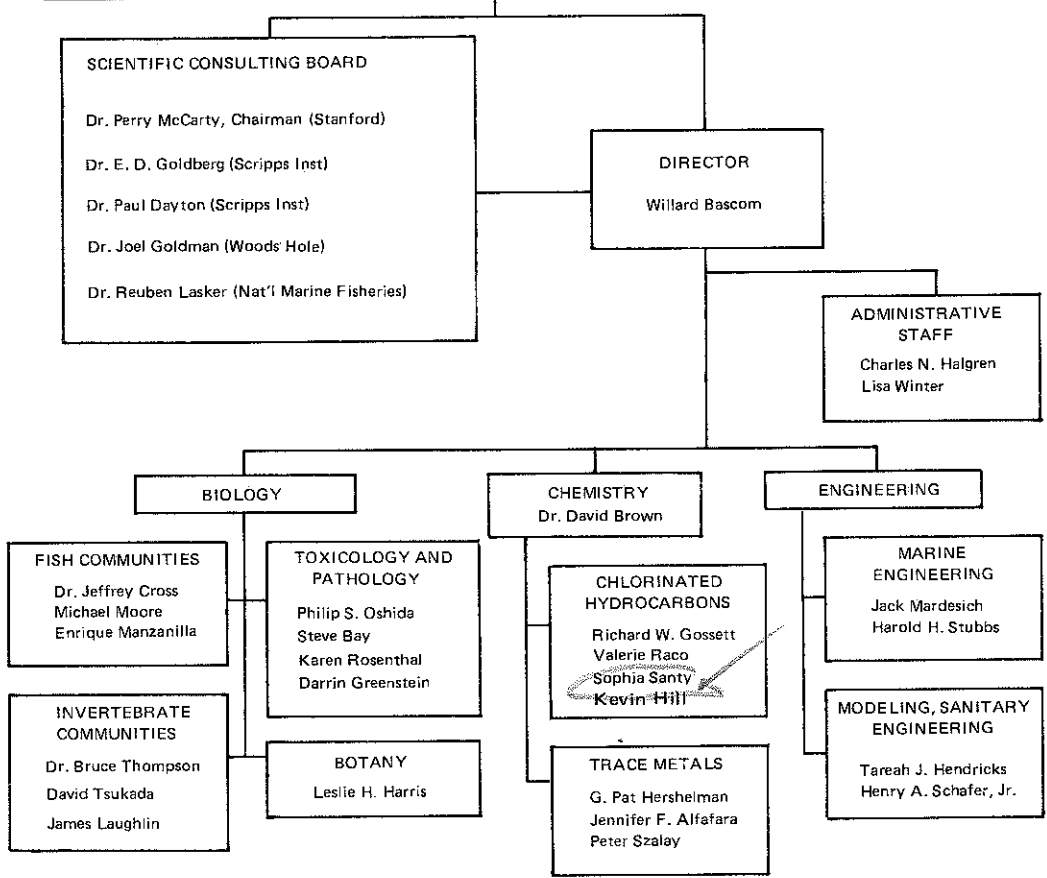 SCIENTIFIC CONSULTING BOARD
Dr. Perry McCarty, Chairman (Stanford)
Dr. E. D. Goldberg (Scripps Inst)
Dr. Paul Dayton (Scripps Inst)
Dr. Joel Goldman (Woods Hole)
Dr. Reuben Lasker (Nat'l Marine Fisheries)
DIRECTOR
Willard Bascom
ADMINISTRATIVE
STAFF
Charles N. Halgren
Lisa Winter
BIOLOGY
FISH COMMUNITIES
Dr. Jeffrey Cross
Michael Moore
Enrique Manzanilla
TOXICOLOGY AND
PATHOLOGY
Philip S. Oshida
Steve Bay
Karen Rosenthal
Darrin Greenstein
INVERTEBRATE
COMMUNITIES
Dr. Bruce Thompson
David Tsukada
James Laughlin
BOTANY
Leslie H. Harris
CHEMISTRY
Dr. David Brown
CHLORINATED
HYDROCARBONS
Richard W. Gossett
Valerie Raco
Sophia Santy
Kevin Hill
TRACE METALS
G. Pat Hershelman
Jennifer F. Alfafara
Peter Szalay
ENGINEERING
MARINE
ENGINEERING
Jack Mardesich
Harold H. Stubbs
MODELING, SANITARY
ENGINEERING
Tareah J. Hendricks
Henry A. Schafer, Jr.